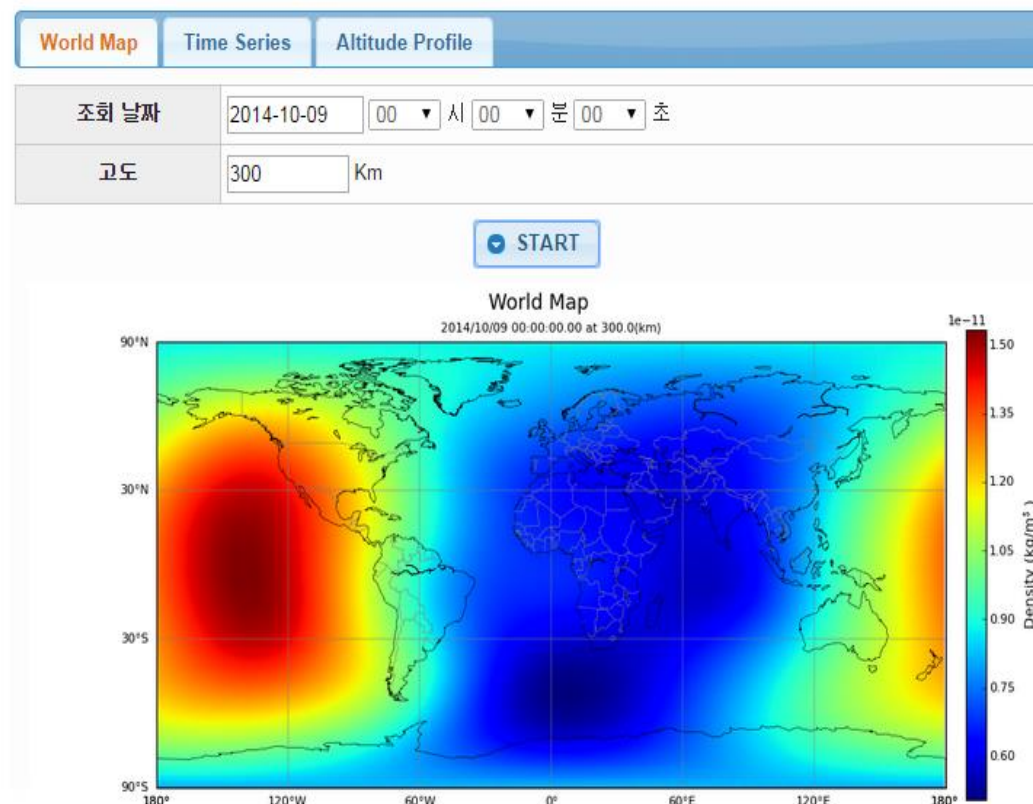 World Map Time Series Altitude Profile
조회 날짜 2014-10-09 00 시 00 분 00 초
고도 300 Km
START
World Map
2014/10/09 00:00:00.00 at 300.0(km)
1e−11
90°N
30°N
30°S
90°S
180° 120°W 60°W 0° 60°E 120°E 180°
1.50
1.35
1.20
1.05
0.90
0.75
0.60
Density (kg/m³)